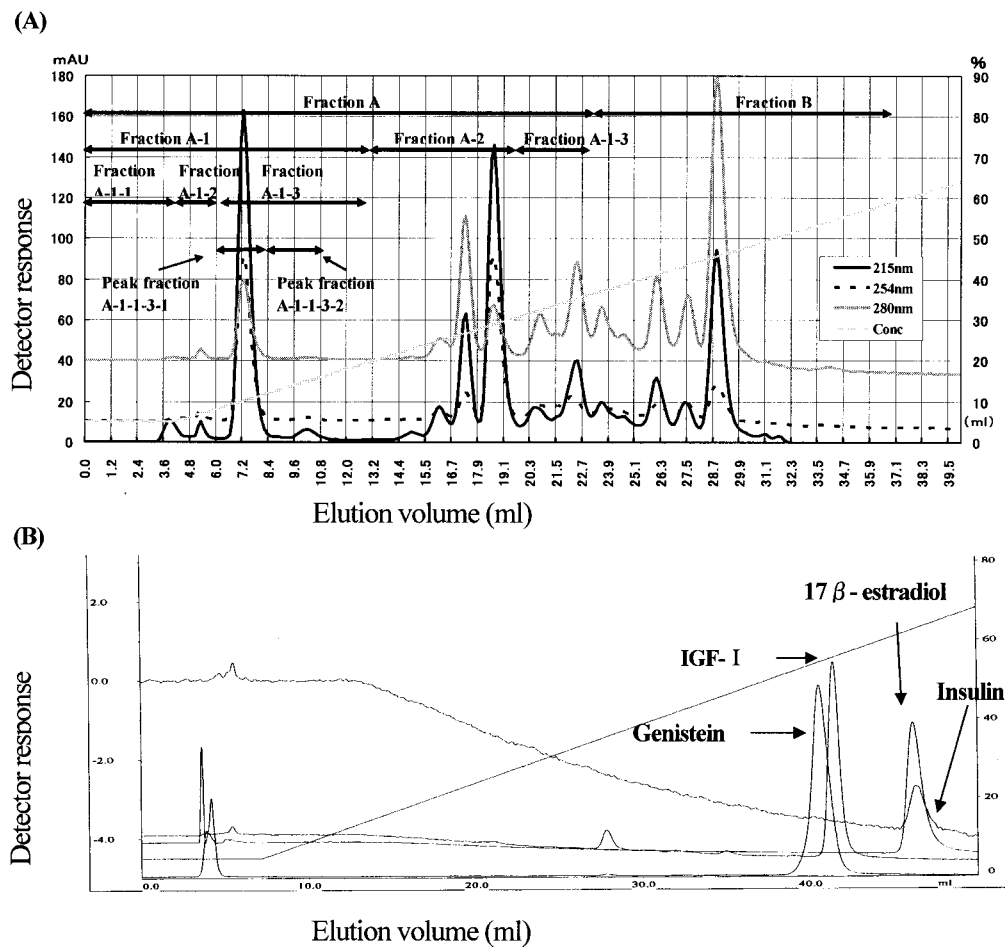 (A)
mAU
%
180
160
140
120
100
80
60
40
20
0
90
80
70
60
50
40
30
20
10
(ml)
0
Detector response
Fraction A
Fraction B
Fraction A-1
Fraction A-2
Fraction A-1-3
Fraction
A-1-1
Fraction
A-1-2
Fraction
A-1-3
Peak fraction
A-1-1-3-1
Peak fraction
A-1-1-3-2
215nm
254nm
280nm
Conc
0.0 1.2 2.4 3.6 4.8 6.0 7.2 7.5 9.6 10.8 12.0 13.2 14.4 15.5 16.7 17.9 19.1 20.3 21.5 22.7 23.9 25.1 26.3 27.5 28.7 29.9 31.1 32.3 33.5 34.7 35.9 37.1 38.3 39.5
Elution volume (ml)
(B)
2.0
0.0
-2.0
-4.0
80
60
40
20
0
Detector response
17 β - estradiol
IGF- I
Insulin
Genistein
0.0 10.0 20.0 30.0 40.0 ml
Elution volume (ml)